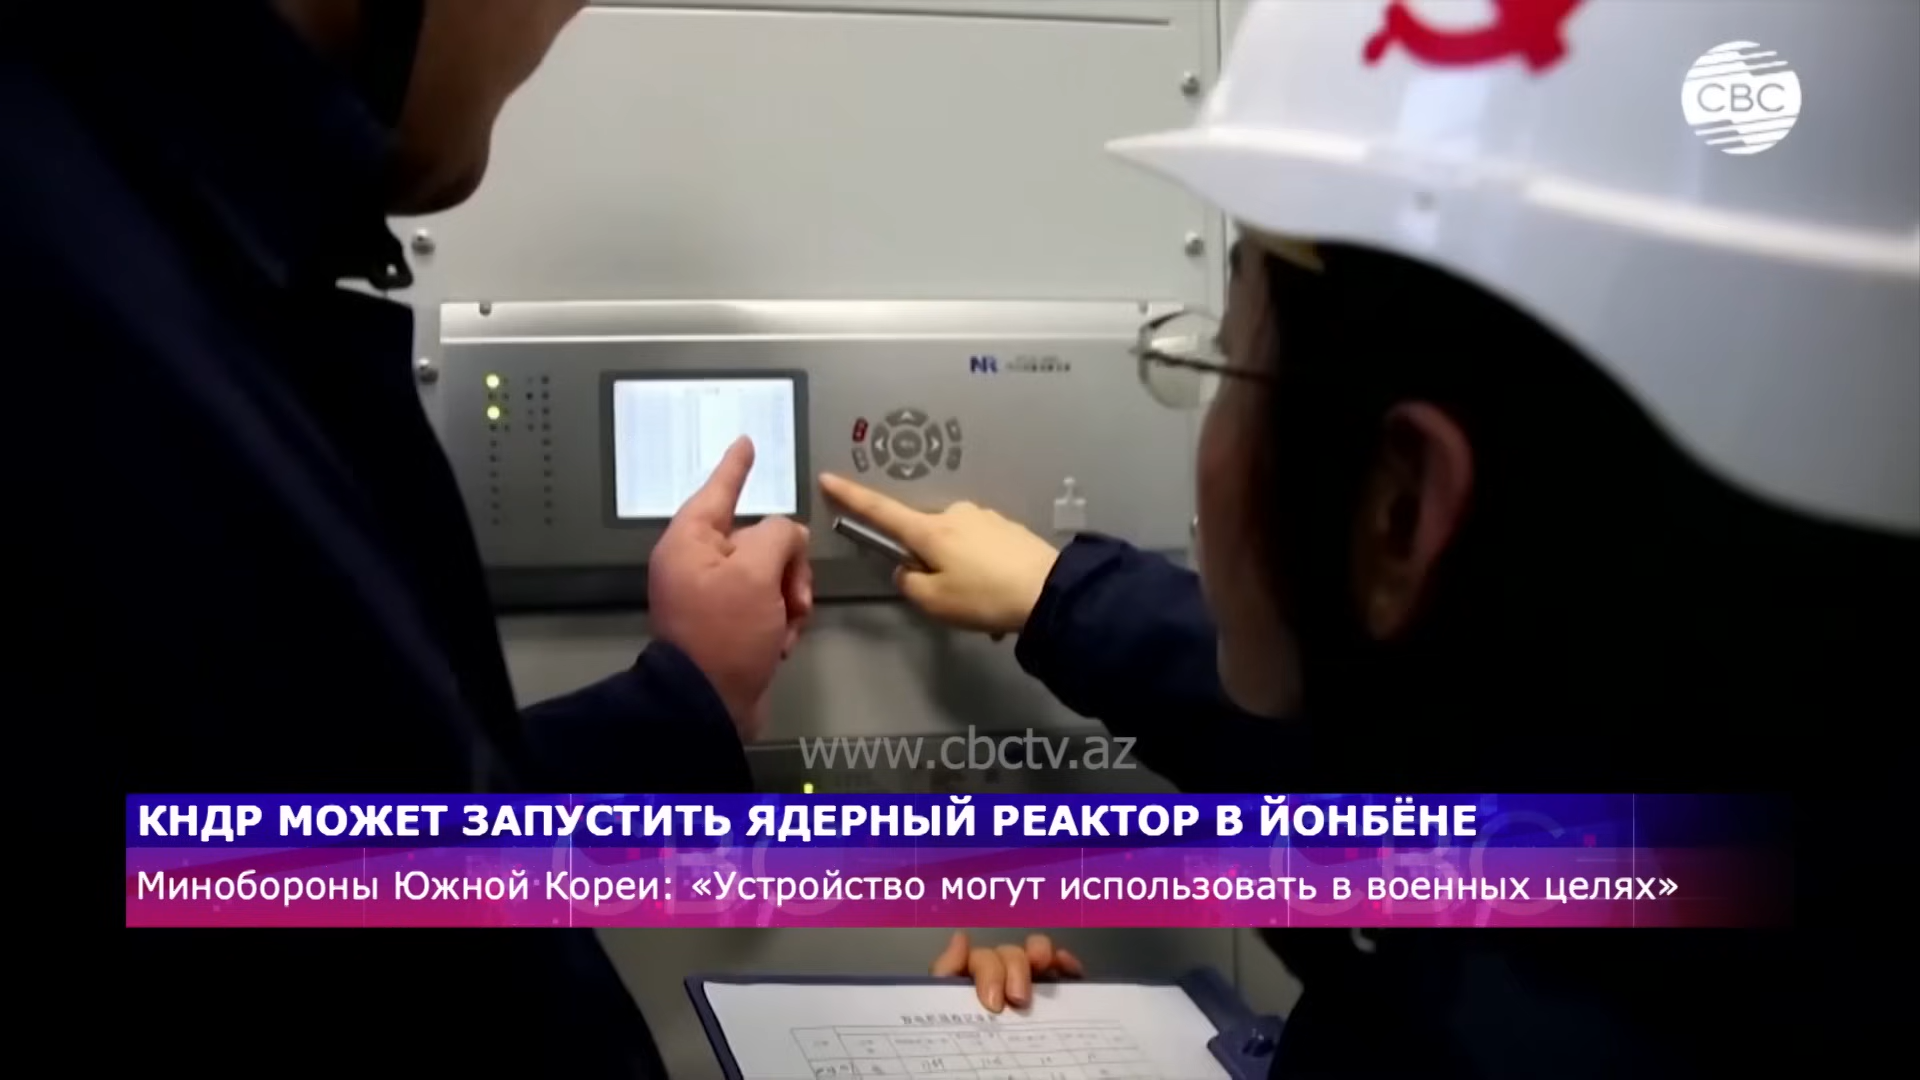 CBC
NR
www.cbctv.az
КНДР МОЖЕТ ЗАПУСТИТЬ ЯДЕРНЫЙ РЕАКТОР В ЙОНБЁНЕ
Минобороны Южной Кореи: «Устройство могут использовать в военных целях»